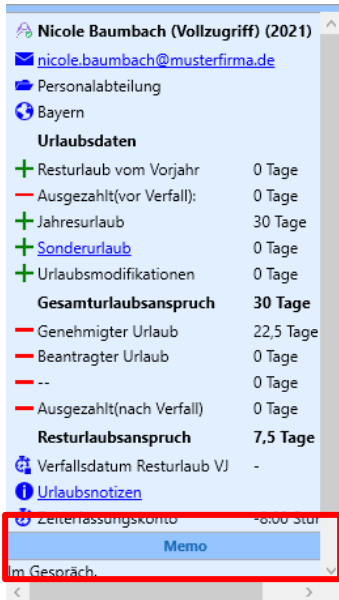 Nicole Baumbach (Vollzugriff) (2021)
nicole.baumbach@musterfirma.de
Personalabteilung
Bayern
Urlaubsdaten
Resturlaub vom Vorjahr 0 Tage
Ausgezahlt(vor Verfall): 0 Tage
Jahresurlaub 30 Tage
Sonderurlaub 0 Tage
Urlaubsmodifikationen 0 Tage
Gesamturlaubsanspruch 30 Tage
Genehmigter Urlaub 22,5 Tage
Beantragter Urlaub 0 Tage
-- 0 Tage
Ausgezahlt(nach Verfall) 0 Tage
Resturlaubsanspruch 7,5 Tage
Verfallsdatum Resturlaub VJ -
Urlaubsnotizen
Zeiterfassungskonto -8:00 Stur
Memo
Im Gespräch.